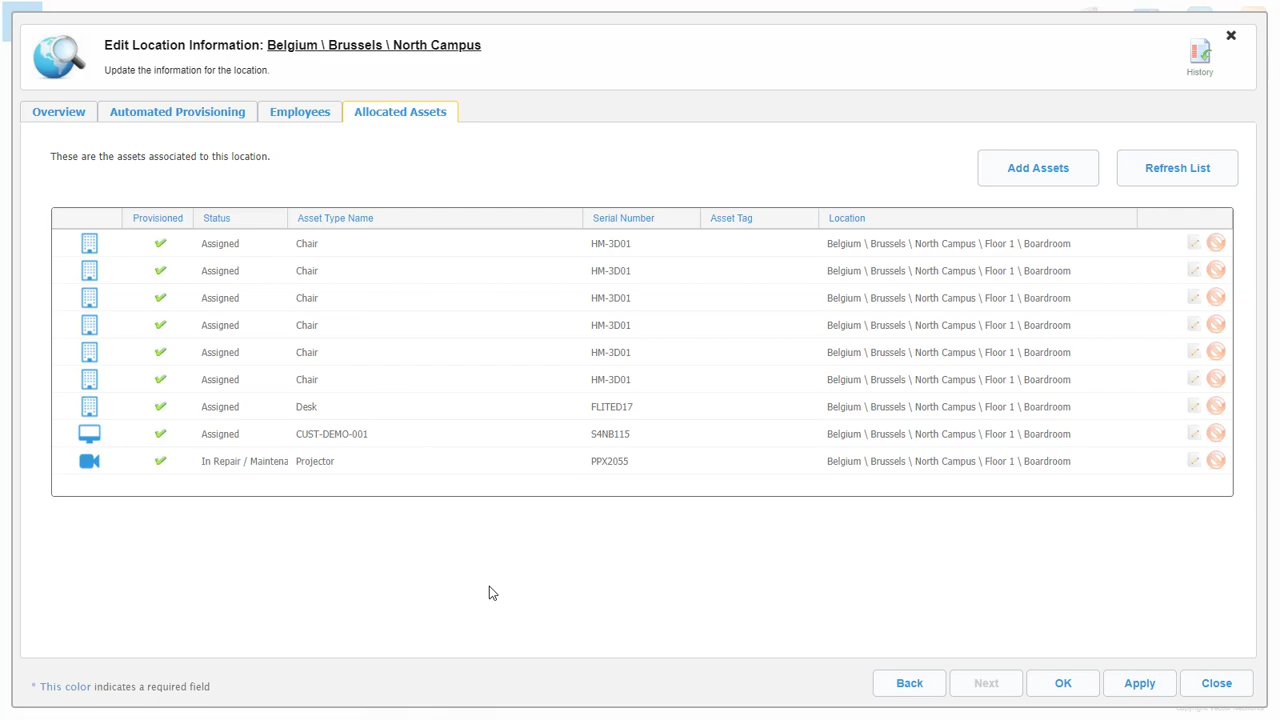 Edit Location Information: Belgium \ Brussels \ North Campus
Update the information for the location.
History
Overview Automated Provisioning Employees Allocated Assets
These are the assets associated to this location.
Add Assets Refresh List
Provisioned Status Asset Type Name Serial Number Asset Tag Location
Assigned Chair HM-3D01 Belgium \ Brussels \ North Campus \ Floor 1 \ Boardroom
Assigned Chair HM-3D01 Belgium \ Brussels \ North Campus \ Floor 1 \ Boardroom
Assigned Chair HM-3D01 Belgium \ Brussels \ North Campus \ Floor 1 \ Boardroom
Assigned Chair HM-3D01 Belgium \ Brussels \ North Campus \ Floor 1 \ Boardroom
Assigned Chair HM-3D01 Belgium \ Brussels \ North Campus \ Floor 1 \ Boardroom
Assigned Chair HM-3D01 Belgium \ Brussels \ North Campus \ Floor 1 \ Boardroom
Assigned Desk FLITED17 Belgium \ Brussels \ North Campus \ Floor 1 \ Boardroom
Assigned CUST-DEMO-001 S4NB115 Belgium \ Brussels \ North Campus \ Floor 1 \ Boardroom
In Repair / Maintena Projector PPX2055 Belgium \ Brussels \ North Campus \ Floor 1 \ Boardroom
* This color indicates a required field
Back Next OK Apply Close